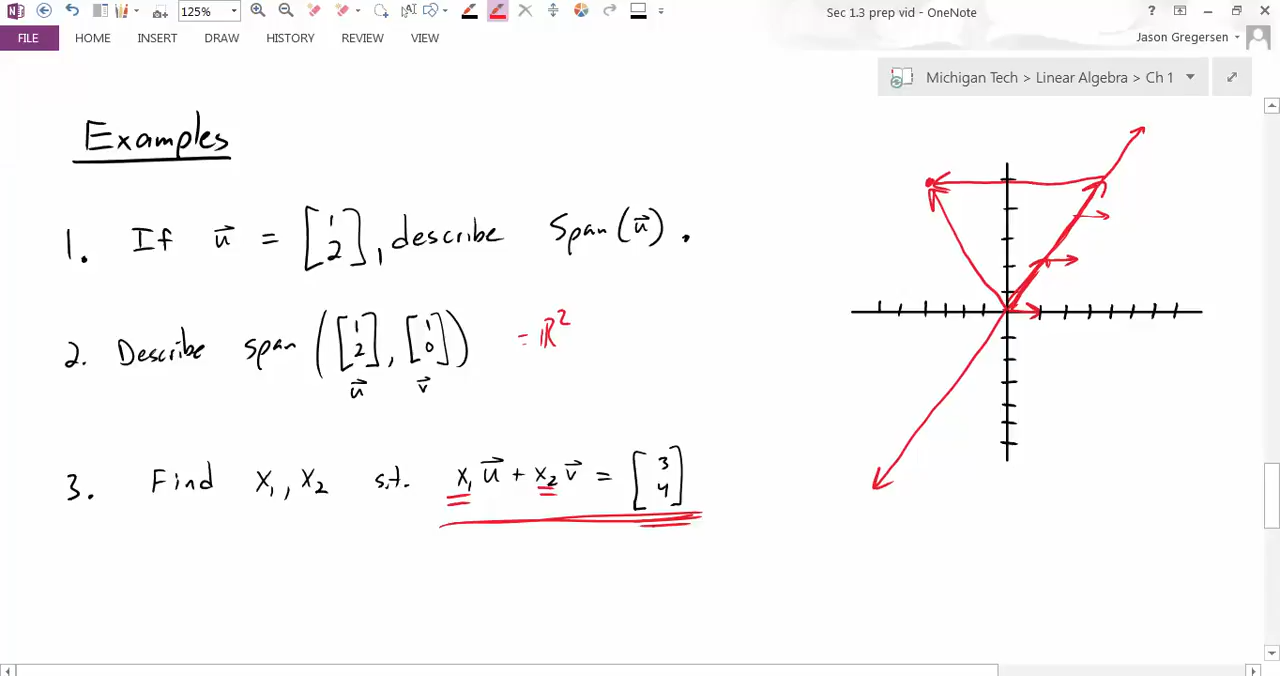 125%
Sec 1.3 prep vid - OneNote
?
FILE HOME INSERT DRAW HISTORY REVIEW VIEW
Jason Gregersen
Michigan Tech > Linear Algebra > Ch 1
Examples
1. If u⃗ = [1 2], describe Span(u⃗).
2. Describe span ([1 2], [1 0]) = ℝ²
u⃗ v⃗
3. Find x₁, x₂ s.t. x₁u⃗ + x₂v⃗ = [3 4]